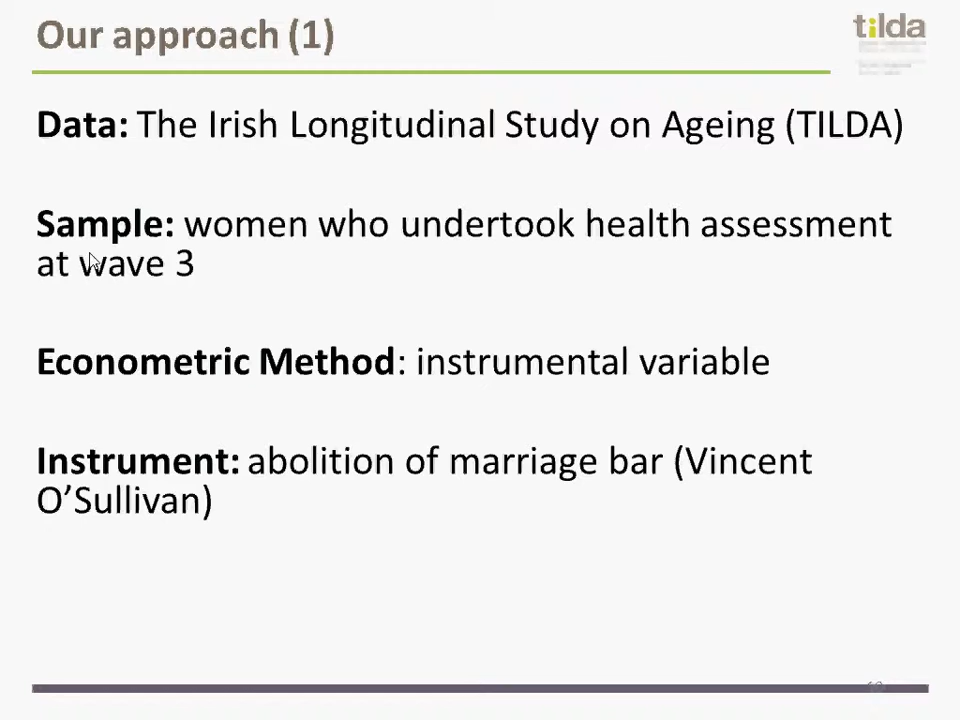 Our approach (1)
tilda
Data: The Irish Longitudinal Study on Ageing (TILDA)
Sample: women who undertook health assessment
at wave 3
Econometric Method: instrumental variable
Instrument: abolition of marriage bar (Vincent
O’Sullivan)